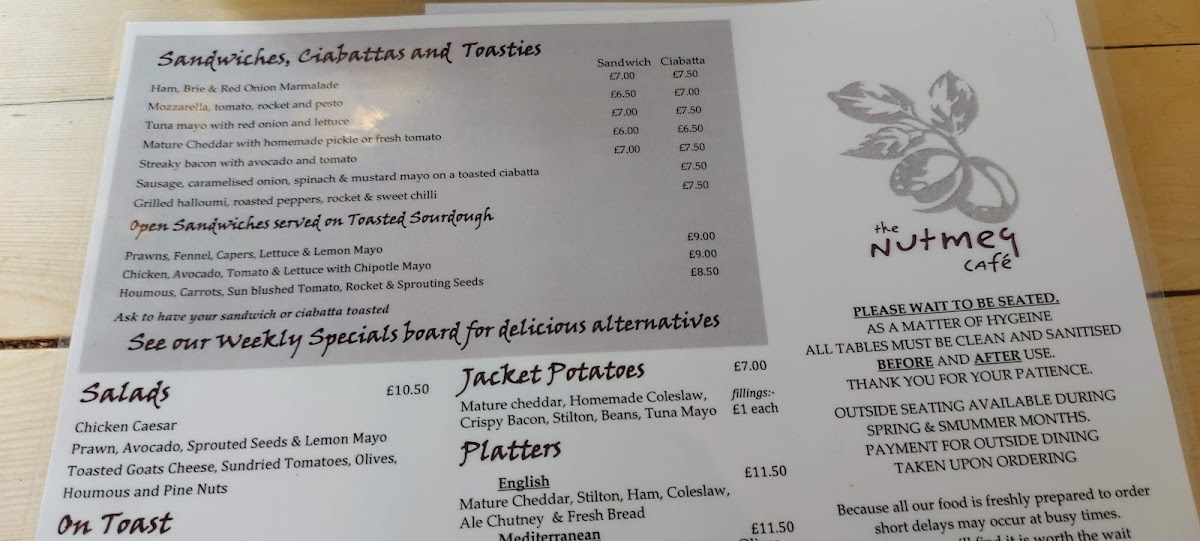 Sandwiches, Ciabattas and Toasties
Sandwich Ciabatta
Ham, Brie & Red Onion Marmalade £7.00 £7.50
Mozzarella, tomato, rocket and pesto £6.50 £7.00
Tuna mayo with red onion and lettuce £7.00 £7.50
Mature Cheddar with homemade pickle or fresh tomato £6.00 £6.50
Streaky bacon with avocado and tomato £7.00 £7.50
Sausage, caramelised onion, spinach & mustard mayo on a toasted ciabatta £7.50
Grilled halloumi, roasted peppers, rocket & sweet chilli £7.50
Open Sandwiches served on Toasted Sourdough
Prawns, Fennel, Capers, Lettuce & Lemon Mayo £9.00
Chicken, Avocado, Tomato & Lettuce with Chipotle Mayo £9.00
Houmous, Carrots, Sun blushed Tomato, Rocket & Sprouting Seeds £8.50
Ask to have your sandwich or ciabatta toasted
See our Weekly Specials board for delicious alternatives
Salads £10.50
Chicken Caesar
Prawn, Avocado, Sprouted Seeds & Lemon Mayo
Toasted Goats Cheese, Sundried Tomatoes, Olives,
Houmous and Pine Nuts
On Toast
Jacket Potatoes £7.00
Mature cheddar, Homemade Coleslaw, fillings:-
Crispy Bacon, Stilton, Beans, Tuna Mayo £1 each
Platters
English £11.50
Mature Cheddar, Stilton, Ham, Coleslaw,
Ale Chutney & Fresh Bread
Mediterranean £11.50
the
Nutmeg
café
PLEASE WAIT TO BE SEATED.
AS A MATTER OF HYGEINE
ALL TABLES MUST BE CLEAN AND SANITISED
BEFORE AND AFTER USE.
THANK YOU FOR YOUR PATIENCE.
OUTSIDE SEATING AVAILABLE DURING
SPRING & SMUMMER MONTHS.
PAYMENT FOR OUTSIDE DINING
TAKEN UPON ORDERING
Because all our food is freshly prepared to order
short delays may occur at busy times.
find it is worth the wait